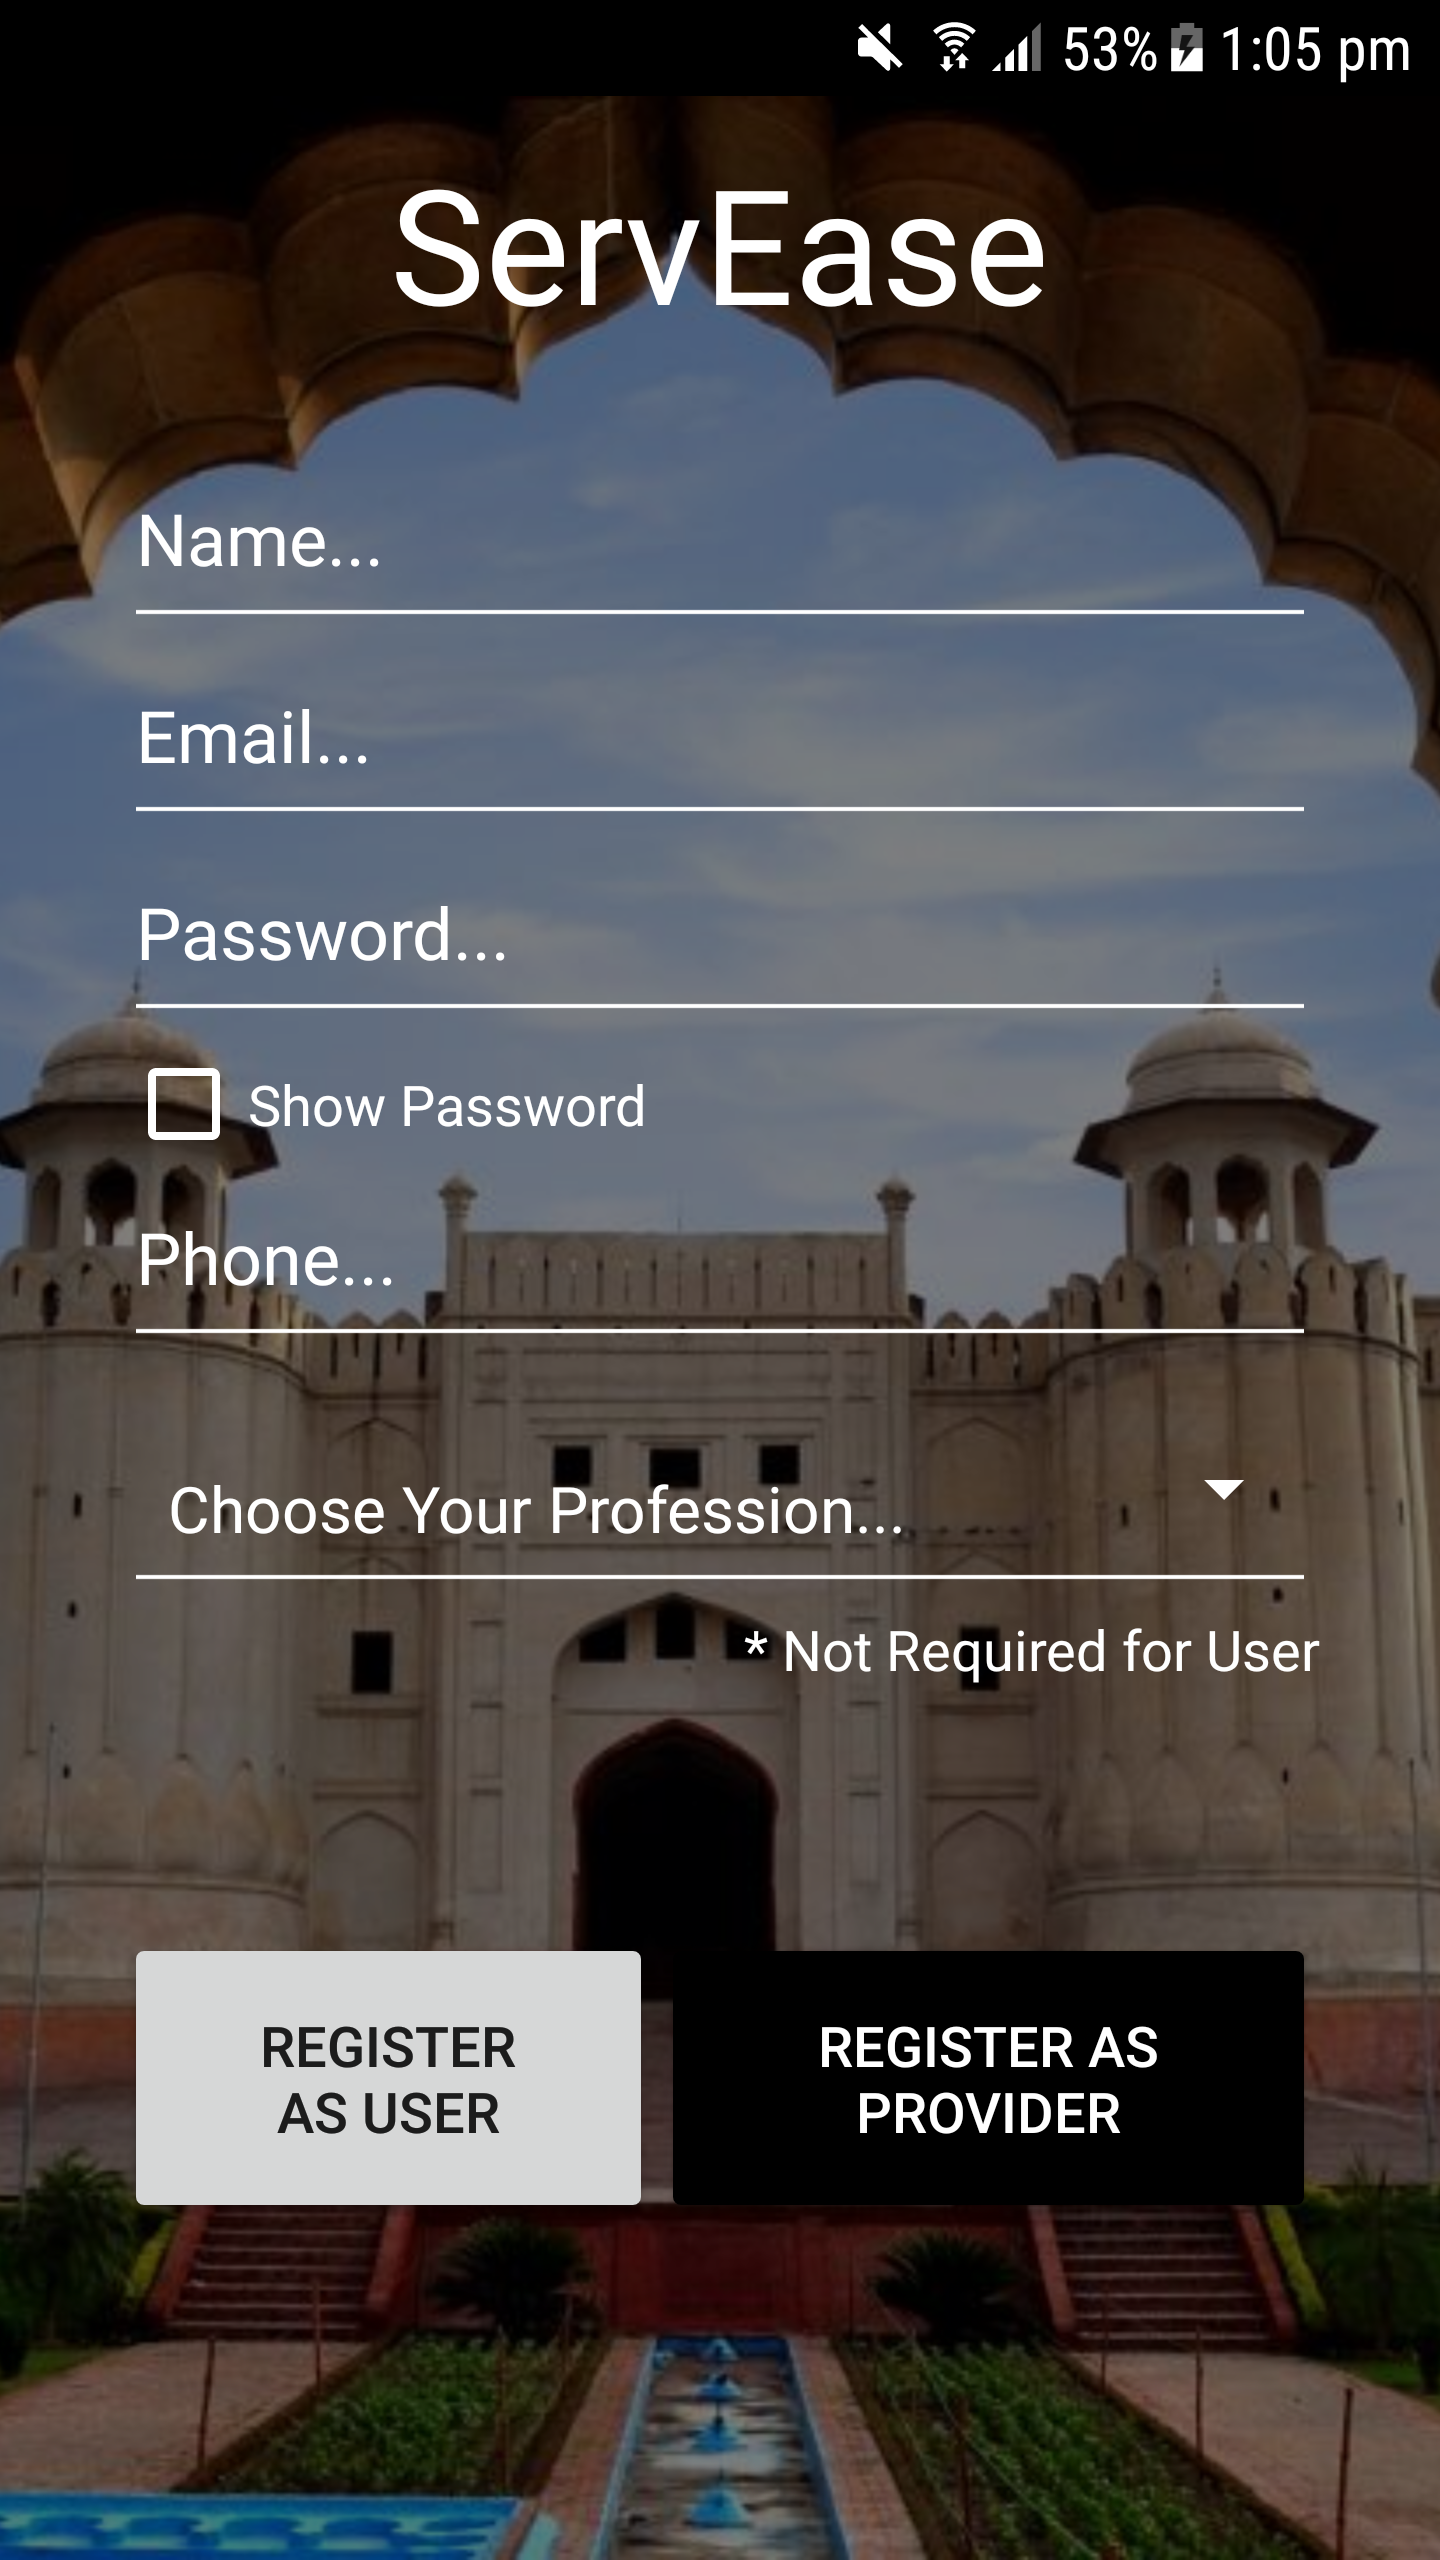 53% 1:05 pm
ServEase
Name...
Email...
Password...
Show Password
Phone...
Choose Your Profession...
* Not Required for User
REGISTER
AS USER
REGISTER AS
PROVIDER